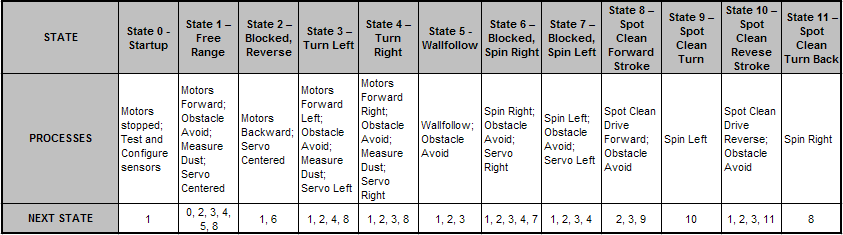 STATE
State 0 -
Startup
State 1 –
Free
Range
State 2 –
Blocked,
Reverse
State 3 –
Turn Left
State 4 –
Turn
Right
State 5 -
Wallfollow
State 6 –
Blocked,
Spin Right
State 7 –
Blocked,
Spin Left
State 8 –
Spot
Clean
Forward
Stroke
State 9 –
Spot
Clean
Turn
State 10 –
Spot
Clean
Revese
Stroke
State 11 –
Spot
Clean
Turn Back
PROCESSES
Motors
stopped;
Test and
Configure
sensors
Motors
Forward;
Obstacle
Avoid;
Measure
Dust;
Servo
Centered
Motors
Backward;
Servo
Centered
Motors
Forward
Left;
Obstacle
Avoid;
Measure
Dust;
Servo Left
Motors
Forward
Right;
Obstacle
Avoid;
Measure
Dust;
Servo
Right
Wallfollow;
Obstacle
Avoid
Spin Right;
Obstacle
Avoid;
Servo
Right
Spin Left;
Obstacle
Avoid;
Servo Left
Spot Clean
Drive
Forward;
Obstacle
Avoid
Spin Left
Spot Clean
Drive
Reverse;
Obstacle
Avoid
Spin Right
NEXT STATE
1
0, 2, 3, 4,
5, 8
1, 6
1, 2, 4, 8
1, 2, 3, 8
1, 2, 3
1, 2, 3, 4, 7
1, 2, 3, 4
2, 3, 9
10
1, 2, 3, 11
8